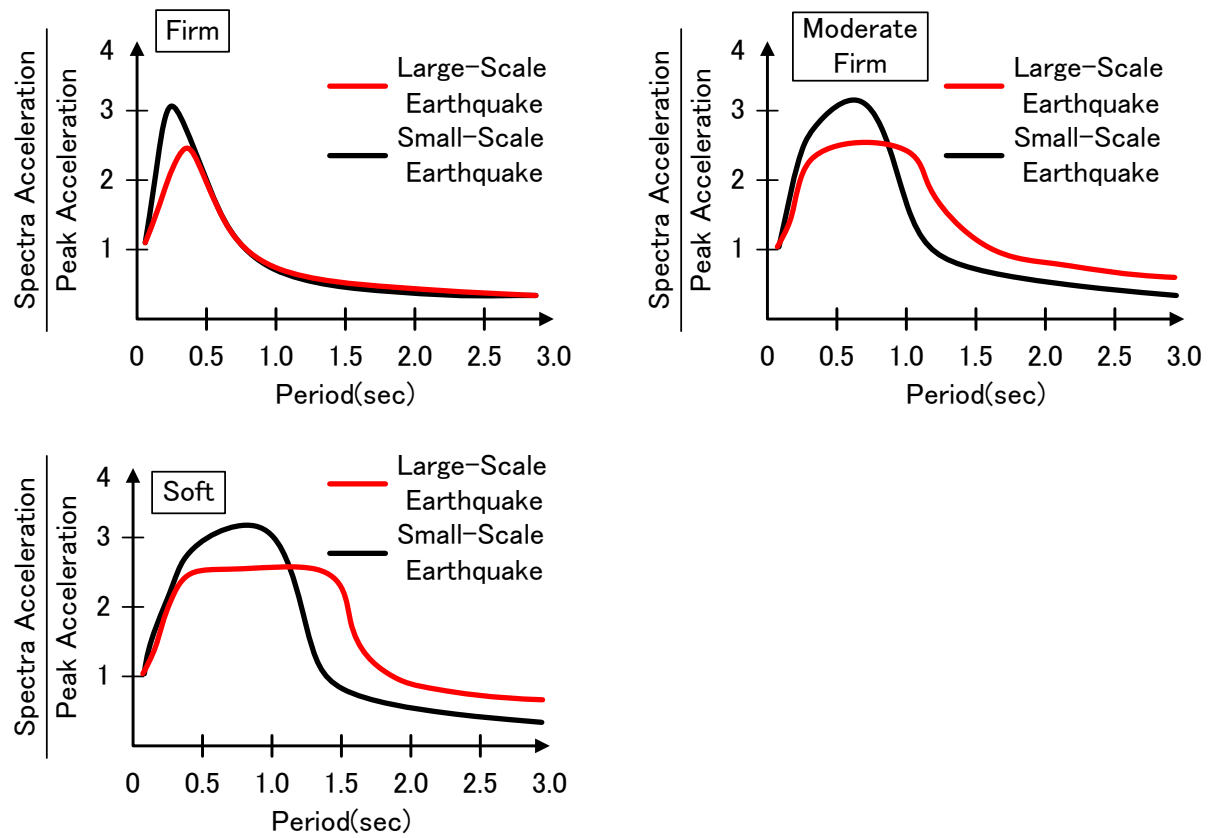 Firm
Spectra Acceleration
Peak Acceleration
4
3
2
1
Large-Scale
Earthquake
Small-Scale
Earthquake
0 0.5 1.0 1.5 2.0 2.5 3.0
Period(sec)
Moderate
Firm
Spectra Acceleration
Peak Acceleration
4
3
2
1
Large-Scale
Earthquake
Small-Scale
Earthquake
0 0.5 1.0 1.5 2.0 2.5 3.0
Period(sec)
Soft
Spectra Acceleration
Peak Acceleration
4
3
2
1
Large-Scale
Earthquake
Small-Scale
Earthquake
0 0.5 1.0 1.5 2.0 2.5 3.0
Period(sec)